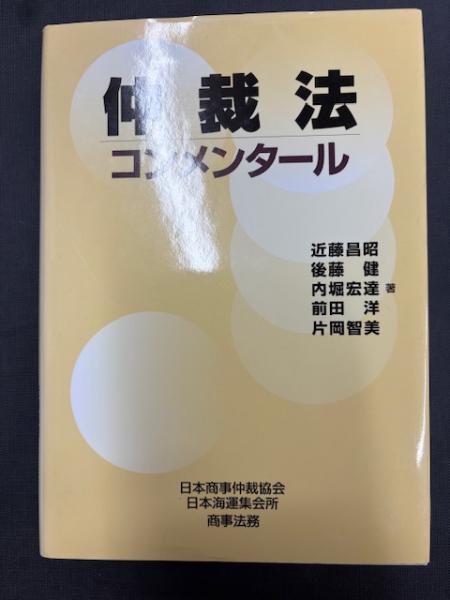 仲裁法
コンメンタール
近藤昌昭
後藤 健
内堀宏達 著
前田 洋
片岡智美
日本商事仲裁協会
日本海運集会所
商事法務